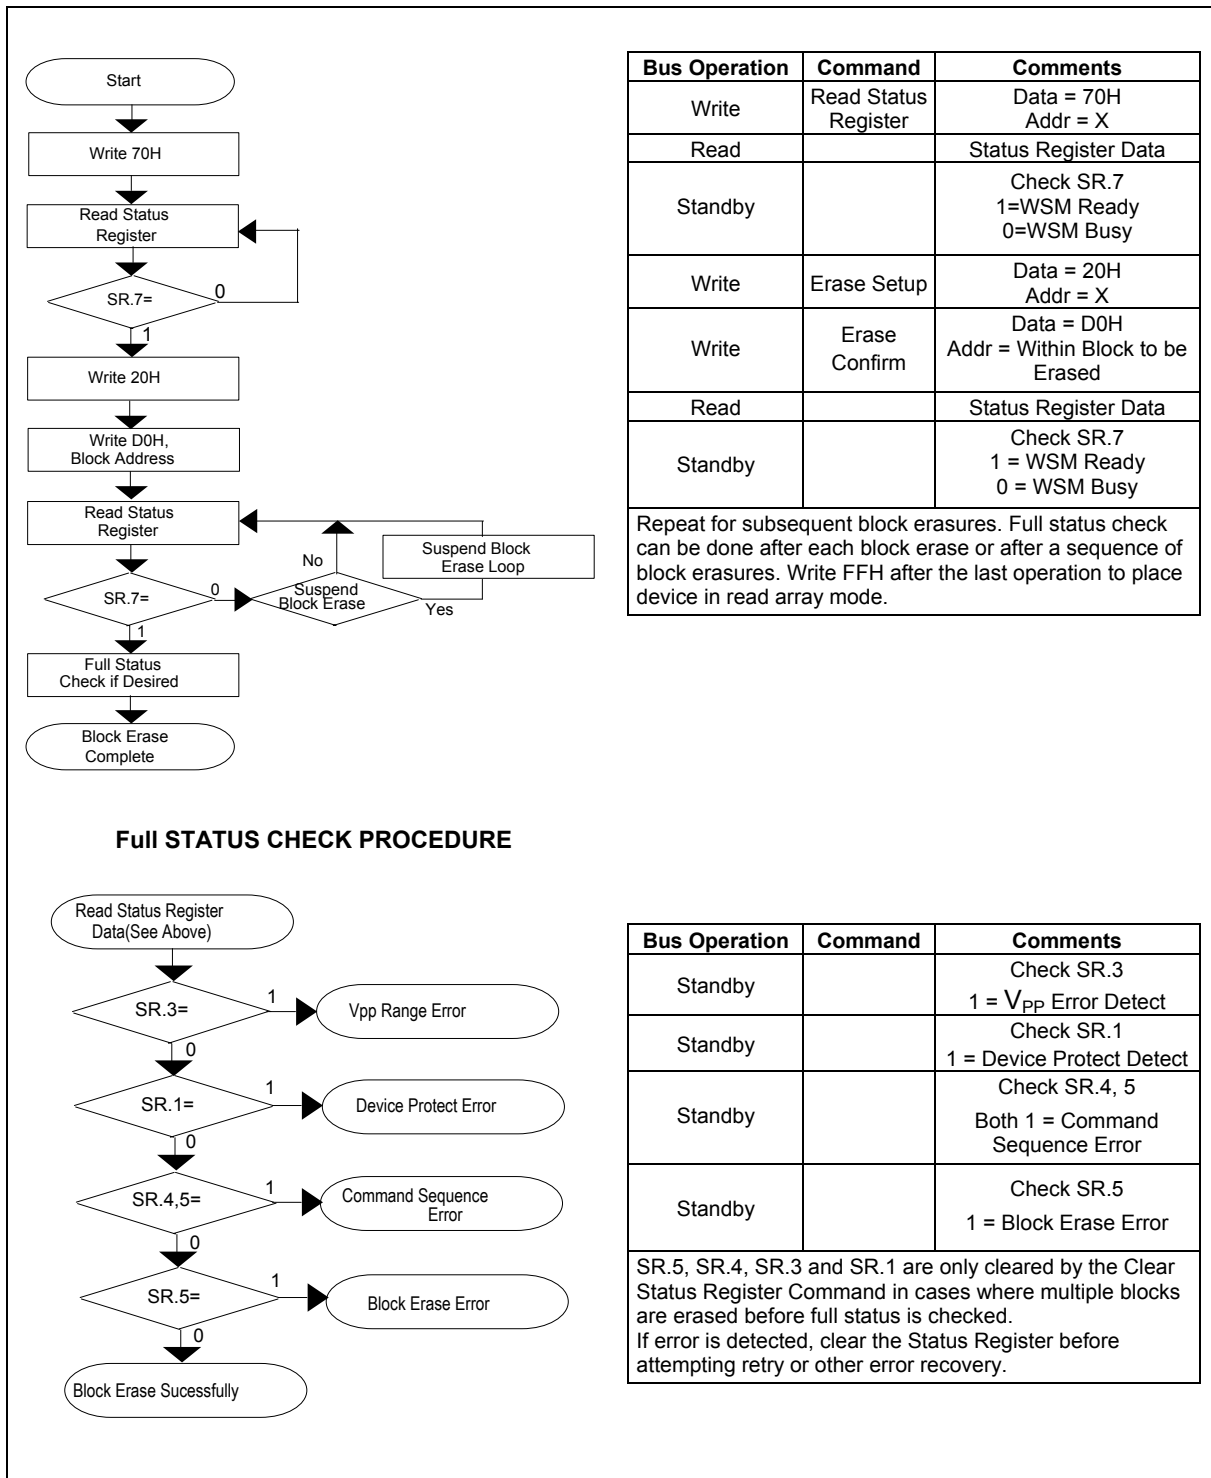 Start
Write 70H
Read Status
Register
SR.7=
0
1
Write 20H
Write D0H,
Block Address
Read Status
Register
SR.7=
0
1
Suspend
Block Erase
No
Yes
Suspend Block
Erase Loop
Full Status
Check if Desired
Block Erase
Complete
Bus Operation Command Comments
Write Read Status Register Data = 70H
Addr = X
Read Status Register Data
Standby Check SR.7
1=WSM Ready
0=WSM Busy
Write Erase Setup Data = 20H
Addr = X
Write Erase Confirm Data = D0H
Addr = Within Block to be
Erased
Read Status Register Data
Standby Check SR.7
1 = WSM Ready
0 = WSM Busy
Repeat for subsequent block erasures. Full status check
can be done after each block erase or after a sequence of
block erasures. Write FFH after the last operation to place
device in read array mode.
Full STATUS CHECK PROCEDURE
Read Status Register
Data(See Above)
SR.3=
1
Vpp Range Error
0
SR.1=
1
Device Protect Error
0
SR.4,5=
1
Command Sequence
Error
0
SR.5=
1
Block Erase Error
0
Block Erase Sucessfully
Bus Operation Command Comments
Standby Check SR.3
1 = VPP Error Detect
Standby Check SR.1
1 = Device Protect Detect
Standby Check SR.4, 5
Both 1 = Command
Sequence Error
Standby Check SR.5
1 = Block Erase Error
SR.5, SR.4, SR.3 and SR.1 are only cleared by the Clear
Status Register Command in cases where multiple blocks
are erased before full status is checked.
If error is detected, clear the Status Register before
attempting retry or other error recovery.